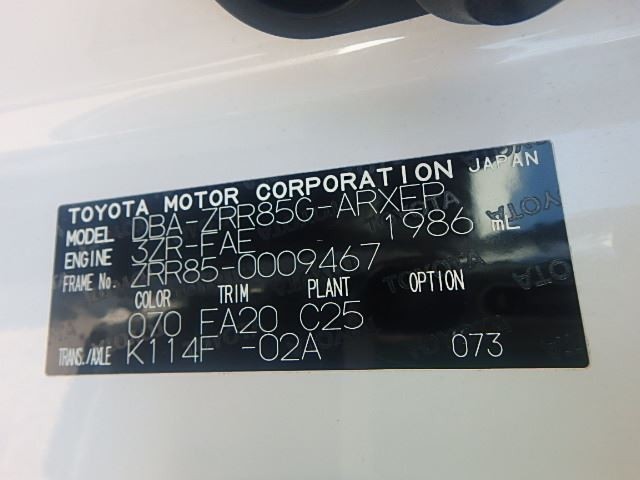 TOYOTA MOTOR CORPORATION JAPAN
MODEL DBA-ZRR85G-ARXEP
ENGINE 3ZR-FAE 1986 mL
FRAME No. ZRR85-0009467
COLOR TRIM PLANT OPTION
070 FA20 C25
TRANS./AXLE K114F -02A 073